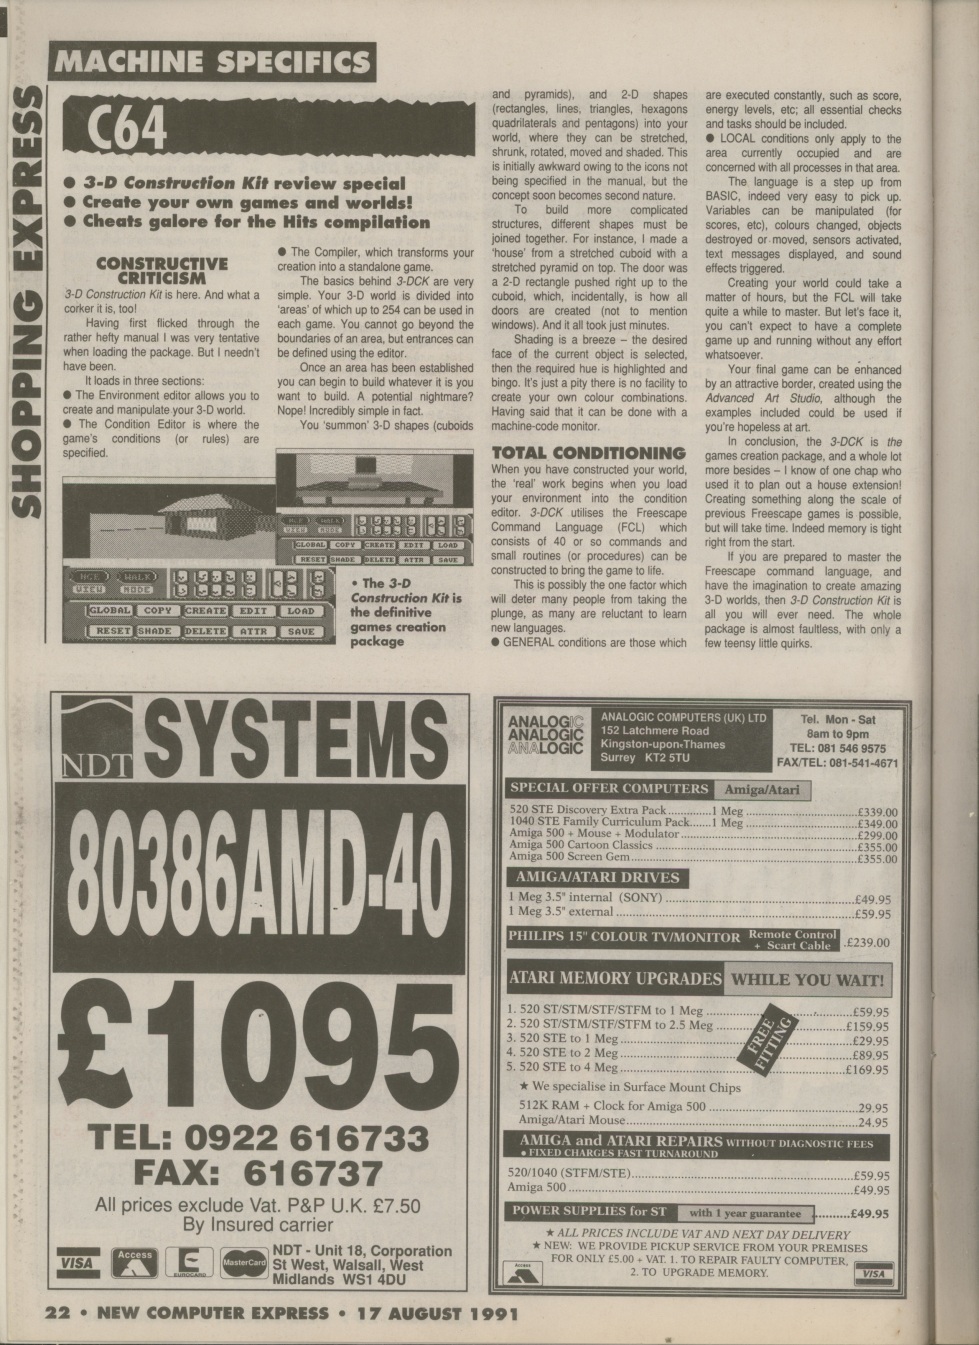 MACHINE SPECIFICS
SHOPPING EXPRESS
C64
● 3-D Construction Kit review special
● Create your own games and worlds!
● Cheats galore for the Hits compilation
CONSTRUCTIVE
CRITICISM
3-D Construction Kit is here. And what a
corker it is, too!
Having first flicked through the
rather hefty manual I was very tentative
when loading the package. But I needn't
have been.
It loads in three sections:
● The Environment editor allows you to
create and manipulate your 3-D world.
● The Condition Editor is where the
game's conditions (or rules) are
specified.
● The Compiler, which transforms your
creation into a standalone game.
The basics behind 3-DCK are very
simple. Your 3-D world is divided into
'areas' of which up to 254 can be used in
each game. You cannot go beyond the
boundaries of an area, but entrances can
be defined using the editor.
Once an area has been established
you can begin to build whatever it is you
want to build. A potential nightmare?
Nope! Incredibly simple in fact.
You 'summon' 3-D shapes (cuboids
and pyramids), and 2-D shapes
(rectangles, lines, triangles, hexagons
quadrilaterals and pentagons) into your
world, where they can be stretched,
shrunk, rotated, moved and shaded. This
is initially awkward owing to the icons not
being specified in the manual, but the
concept soon becomes second nature.
To build more complicated
structures, different shapes must be
joined together. For instance, I made a
'house' from a stretched cuboid with a
stretched pyramid on top. The door was
a 2-D rectangle pushed right up to the
cuboid, which, incidentally, is how all
doors are created (not to mention
windows). And it all took just minutes.
Shading is a breeze – the desired
face of the current object is selected,
then the required hue is highlighted and
bingo. It's just a pity there is no facility to
create your own colour combinations.
Having said that it can be done with a
machine-code monitor.
TOTAL CONDITIONING
When you have constructed your world,
the 'real' work begins when you load
your environment into the condition
editor. 3-DCK utilises the Freescape
Command Language (FCL) which
consists of 40 or so commands and
small routines (or procedures) can be
constructed to bring the game to life.
This is possibly the one factor which
will deter many people from taking the
plunge, as many are reluctant to learn
new languages.
● GENERAL conditions are those which
are executed constantly, such as score,
energy levels, etc; all essential checks
and tasks should be included.
● LOCAL conditions only apply to the
area currently occupied and are
concerned with all processes in that area.
The language is a step up from
BASIC, indeed very easy to pick up.
Variables can be manipulated (for
scores, etc), colours changed, objects
destroyed or moved, sensors activated,
text messages displayed, and sound
effects triggered.
Creating your world could take a
matter of hours, but the FCL will take
quite a while to master. But let's face it,
you can't expect to have a complete
game up and running without any effort
whatsoever.
Your final game can be enhanced
by an attractive border, created using the
Advanced Art Studio, although the
examples included could be used if
you're hopeless at art.
In conclusion, the 3-DCK is the
games creation package, and a whole lot
more besides – I know of one chap who
used it to plan out a house extension!
Creating something along the scale of
previous Freescape games is possible,
but will take time. Indeed memory is tight
right from the start.
If you are prepared to master the
Freescape command language, and
have the imagination to create amazing
3-D worlds, then 3-D Construction Kit is
all you will ever need. The whole
package is almost faultless, with only a
few teensy little quirks.
WALK
VIEW MODE
GLOBAL COPY CREATE EDIT LOAD
RESET SHADE DELETE ATTR SAVE
WALK
VIEW MODE
GLOBAL COPY CREATE EDIT LOAD
RESET SHADE DELETE ATTR SAVE
• The 3-D
Construction Kit is
the definitive
games creation
package
NDT SYSTEMS
80386AMD-40
£1095
TEL: 0922 616733
FAX: 616737
All prices exclude Vat. P&P U.K. £7.50
By Insured carrier
VISA Access E EUROCARD MasterCard
NDT - Unit 18, Corporation
St West, Walsall, West
Midlands WS1 4DU
ANALOGIC
ANALOGIC
ANALOGIC
ANALOGIC COMPUTERS (UK) LTD
152 Latchmere Road
Kingston-upon-Thames
Surrey KT2 5TU
Tel. Mon - Sat
8am to 9pm
TEL: 081 546 9575
FAX/TEL: 081-541-4671
SPECIAL OFFER COMPUTERS Amiga/Atari
520 STE Discovery Extra Pack............1 Meg ............£339.00
1040 STE Family Curriculum Pack.......1 Meg ............£349.00
Amiga 500 + Mouse + Modulator............£299.00
Amiga 500 Cartoon Classics............£355.00
Amiga 500 Screen Gem............£355.00
AMIGA/ATARI DRIVES
1 Meg 3.5" internal (SONY)............£49.95
1 Meg 3.5" external............£59.95
PHILIPS 15" COLOUR TV/MONITOR Remote Control + Scart Cable .£239.00
ATARI MEMORY UPGRADES WHILE YOU WAIT!
1. 520 ST/STM/STF/STFM to 1 Meg............£59.95
2. 520 ST/STM/STF/STFM to 2.5 Meg............£159.95
3. 520 STE to 1 Meg............£29.95
4. 520 STE to 2 Meg............£89.95
5. 520 STE to 4 Meg............£169.95
FREE
FITTING
★ We specialise in Surface Mount Chips
512K RAM + Clock for Amiga 500............29.95
Amiga/Atari Mouse............24.95
AMIGA and ATARI REPAIRS WITHOUT DIAGNOSTIC FEES
● FIXED CHARGES FAST TURNAROUND
520/1040 (STFM/STE)............£59.95
Amiga 500............£49.95
POWER SUPPLIES for ST with 1 year guarantee ..........£49.95
★ ALL PRICES INCLUDE VAT AND NEXT DAY DELIVERY
★ NEW: WE PROVIDE PICKUP SERVICE FROM YOUR PREMISES
FOR ONLY £5.00 + VAT. 1. TO REPAIR FAULTY COMPUTER,
2. TO UPGRADE MEMORY.
Access VISA
22 • NEW COMPUTER EXPRESS • 17 AUGUST 1991